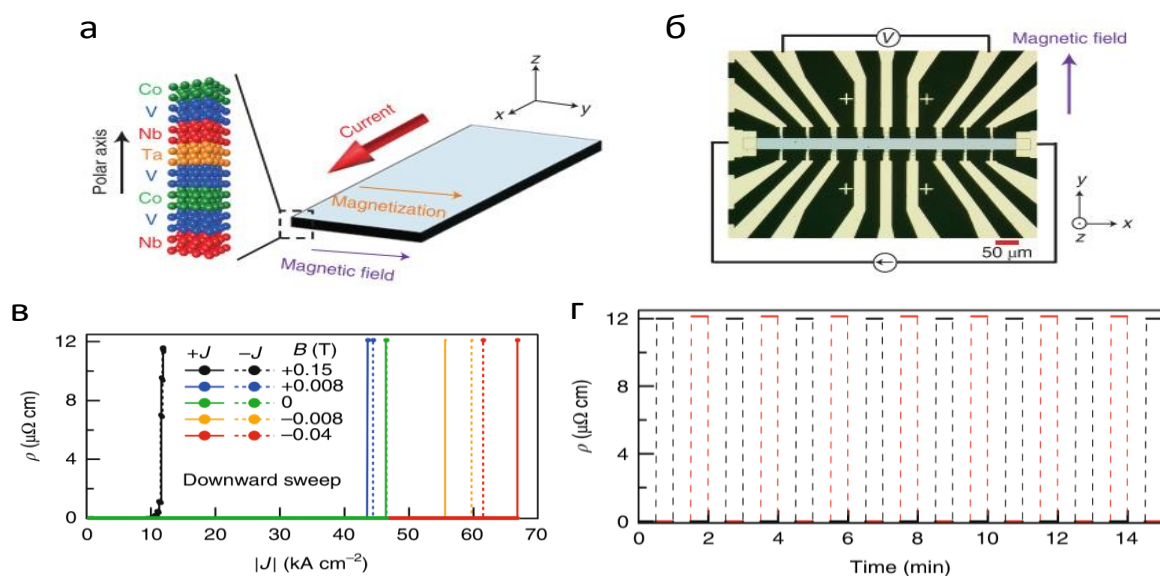 а
Co
V
Nb
Ta
V
Co
V
Nb
Polar axis
Current
Magnetization
Magnetic field
z
x
y
б
V
Magnetic field
y
z
x
50 μm
в
ρ (μΩ cm)
12
8
4
0
+J −J B (T)
+0.15
+0.008
0
−0.008
−0.04
Downward sweep
0 10 20 30 40 50 60 70
|J| (kA cm⁻²)
г
ρ (μΩ cm)
12
8
4
0
0 2 4 6 8 10 12 14
Time (min)